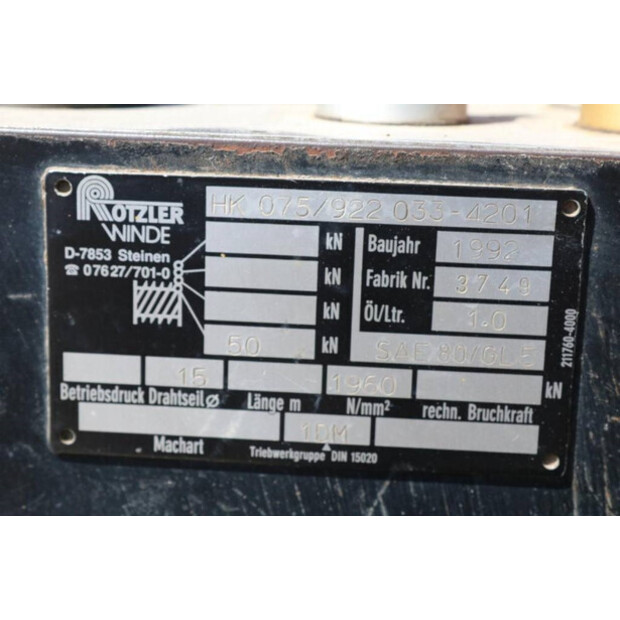 ROTZLER
WINDE
HK 075/922 033-4201
D-7853 Steinen
☎ 07627/701-0
kN
kN
kN
50 kN
Baujahr 1992
Fabrik Nr. 3749
Öl/Ltr. 1.0
SAE 80/GL5
211760-4000
15 1960 kN
Betriebsdruck Drahtseil ⌀ Länge m N/mm² rechn. Bruchkraft
Machart
Triebwerkgruppe DIN 15020